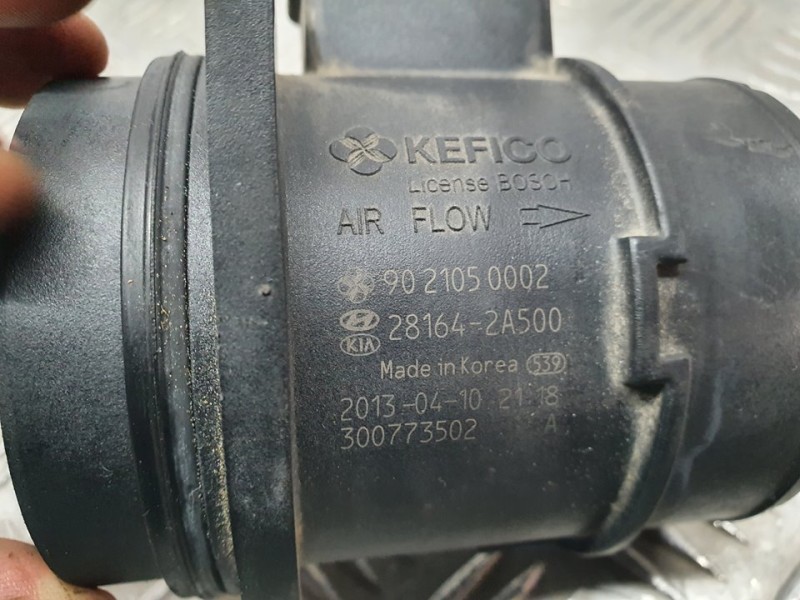 KEFICO
License BOSCH
AIR FLOW
90 2105 0002
28164-2A500
KIA
Made in Korea 539
2013-04-10 21:18
300773502 A